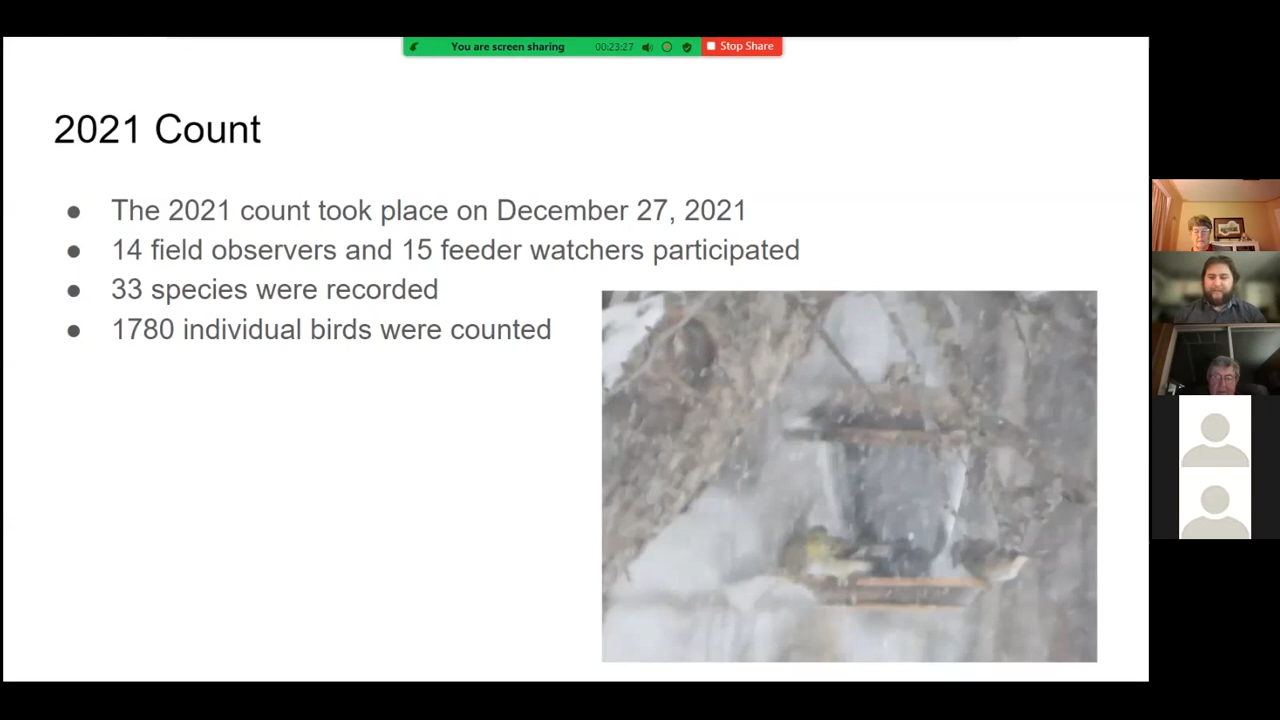 You are screen sharing 00:23:27 Stop Share
2021 Count
● The 2021 count took place on December 27, 2021
● 14 field observers and 15 feeder watchers participated
● 33 species were recorded
● 1780 individual birds were counted